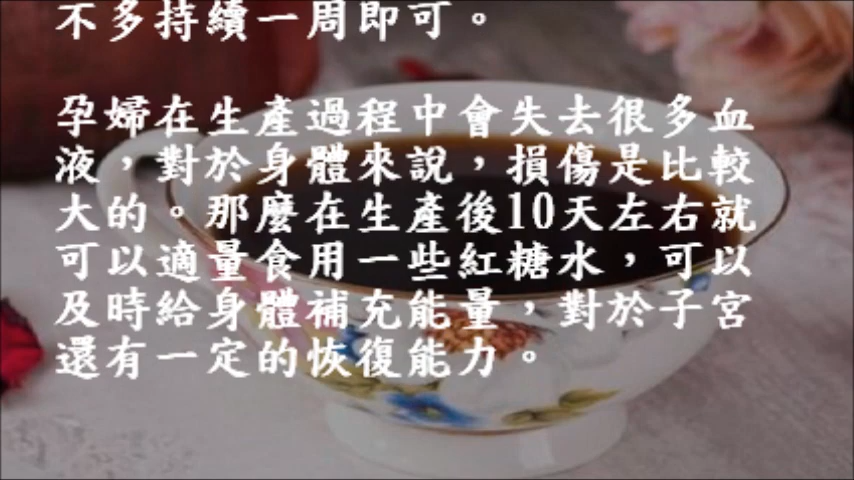 不多持續一周即可。
孕婦在生產過程中會失去很多血
液，對於身體來說，損傷是比較
大的。那麼在生產後10天左右就
可以適量食用一些紅糖水，可以
及時給身體補充能量，對於子宮
還有一定的恢復能力。